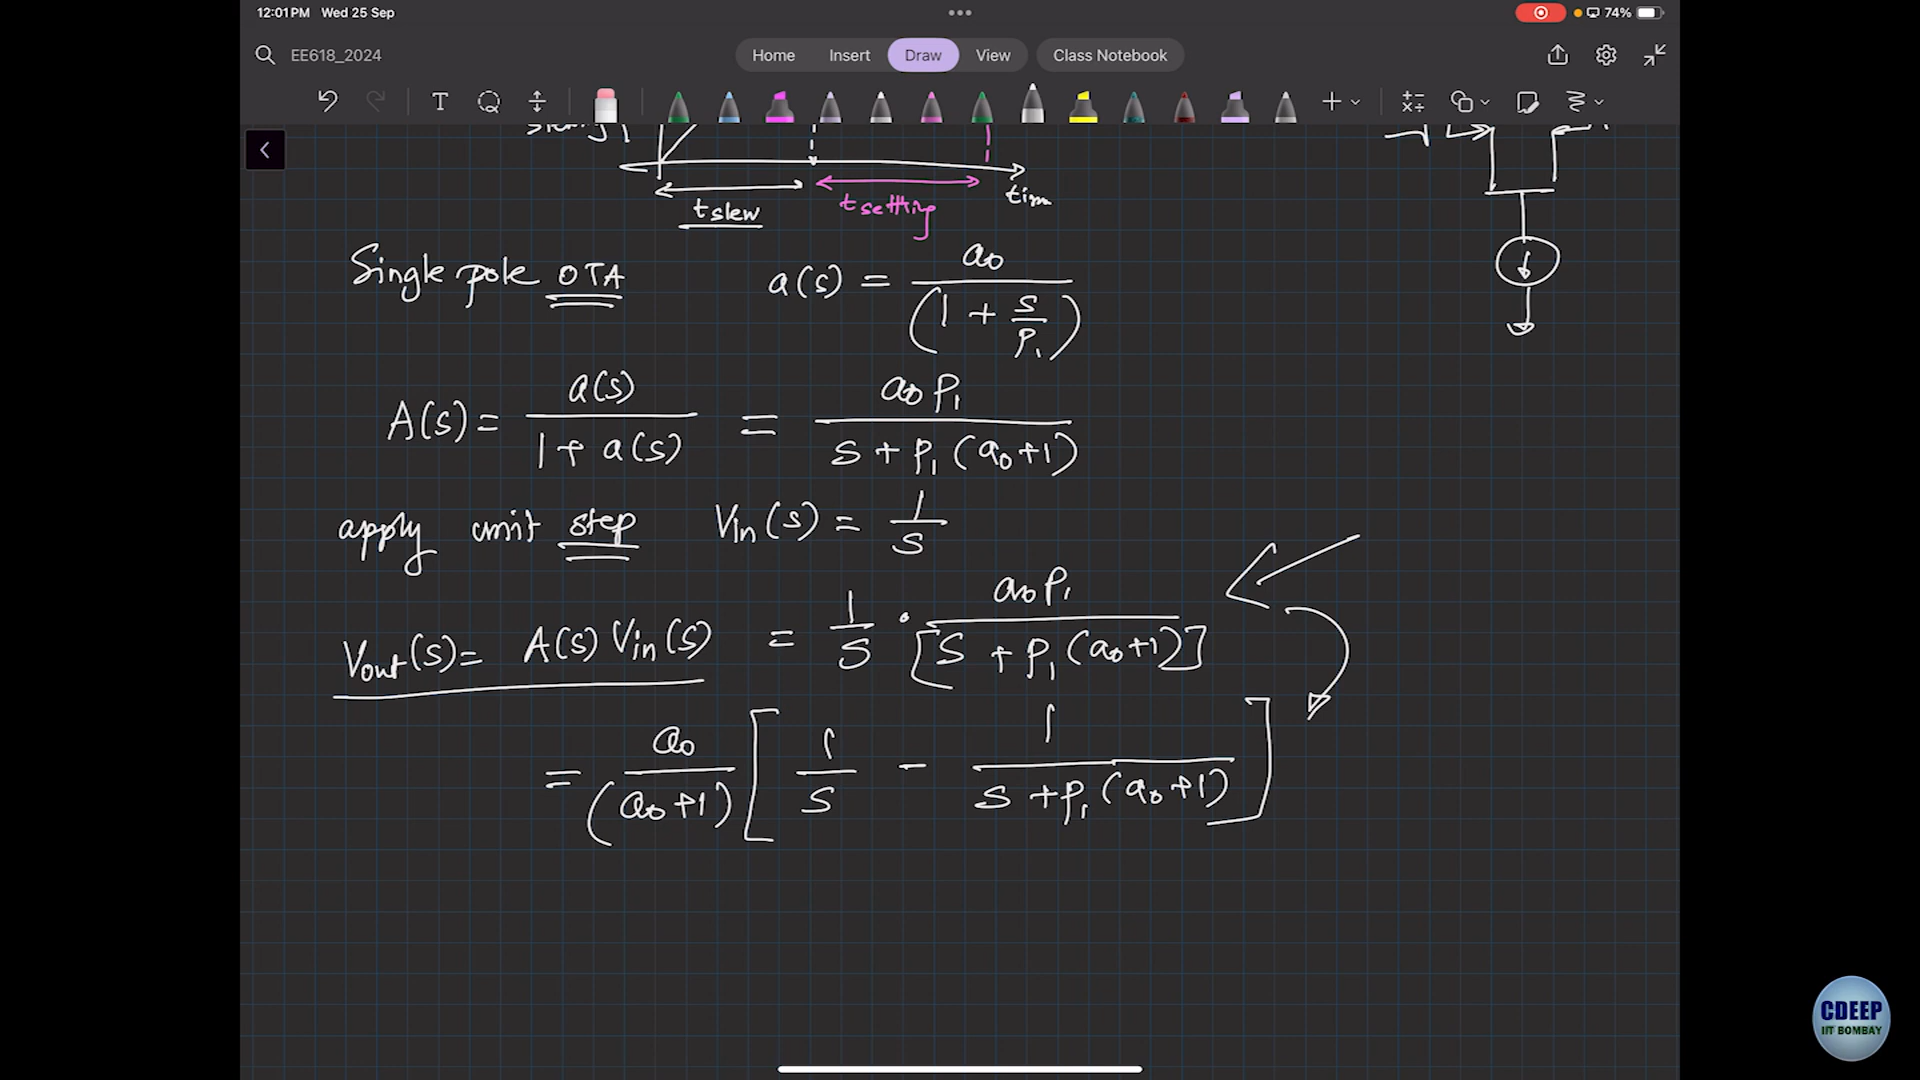 12:01 PM Wed 25 Sep
74%
EE618_2024
Home Insert Draw View Class Notebook
T
tslew
tsettling
Single pole OTA a(s) = a0 / (1 + s/p1)
A(s) = a(s) / 1 + a(s) = a0 p1 / s + p1 (a0+1)
apply unit step Vin(s) = 1/s
Vout(s) = A(s) Vin(s) = 1/s · a0 p1 / [s + p1 (a0+1)]
= a0 / (a0+1) [ 1/s - 1 / s + p1 (a0+1) ]
CDEEP
IIT BOMBAY